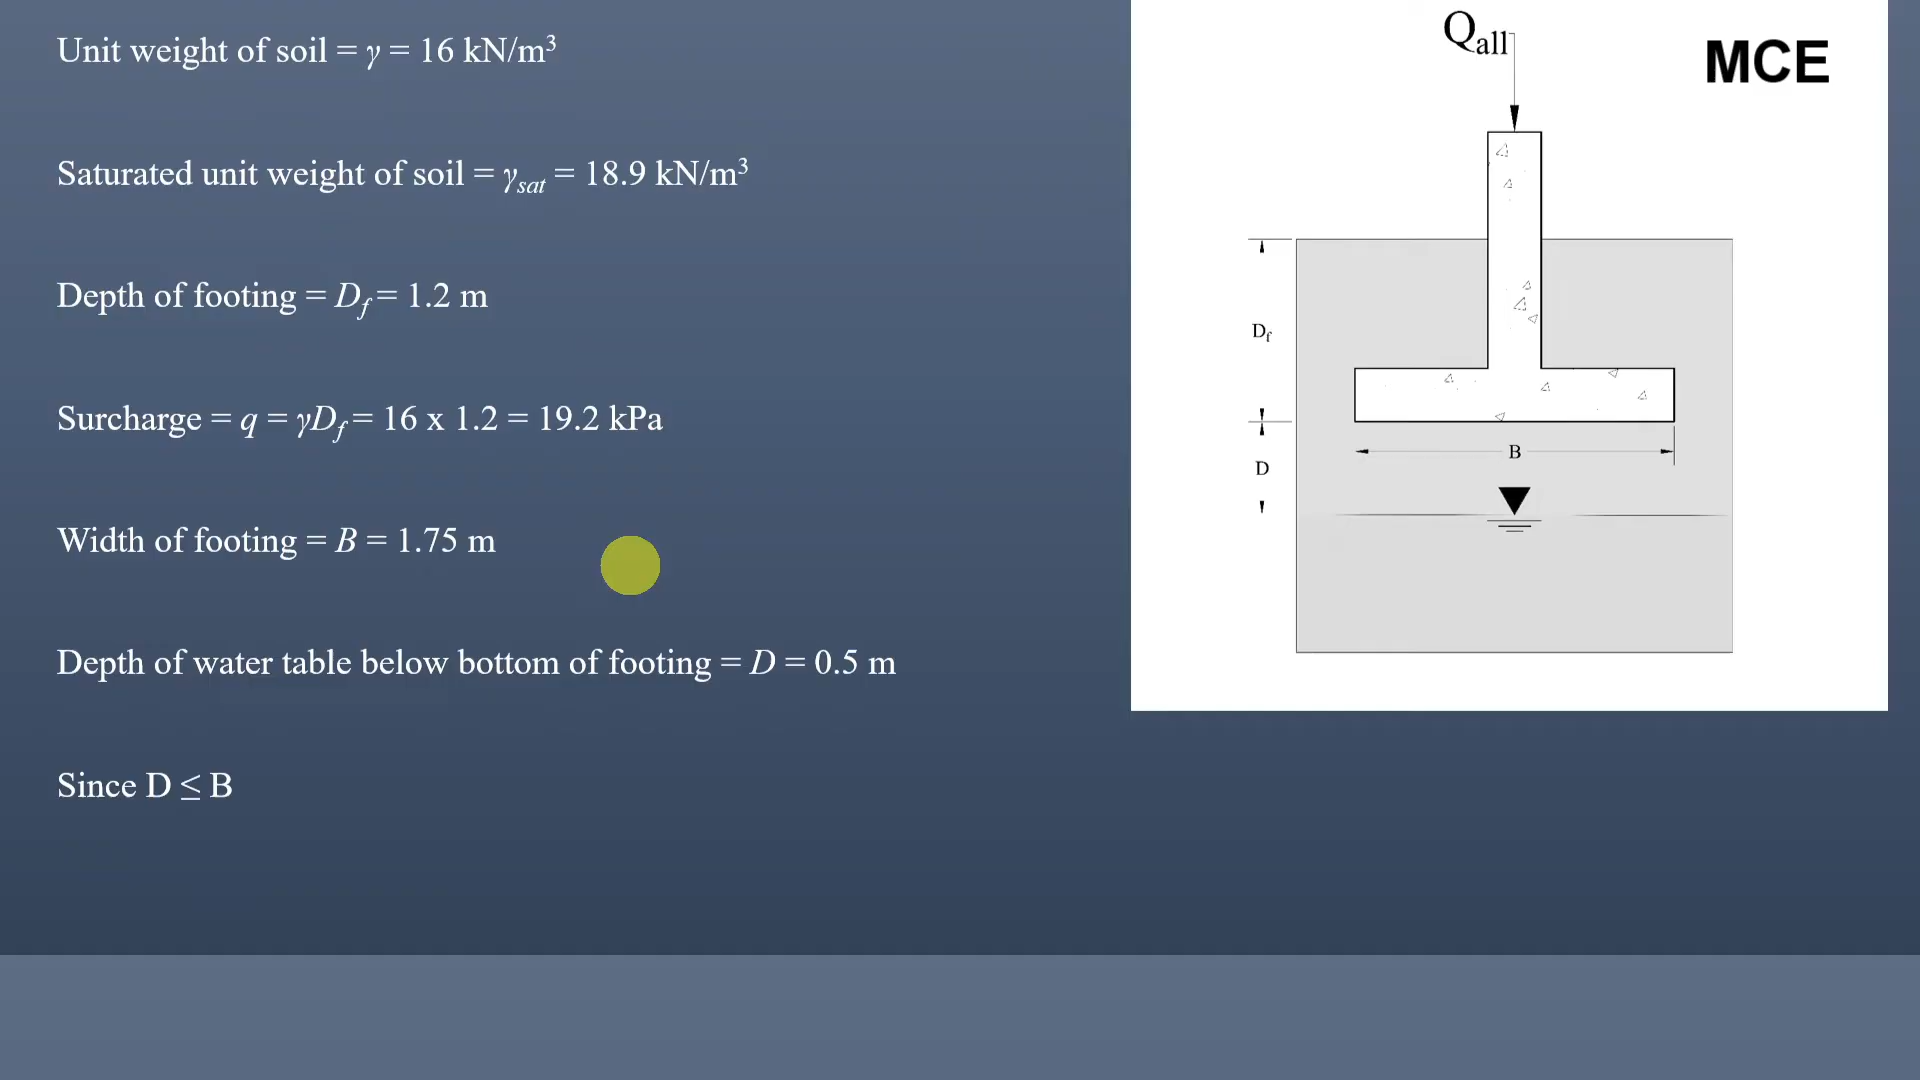 Unit weight of soil = γ = 16 kN/m³
Saturated unit weight of soil = γsat = 18.9 kN/m³
Depth of footing = Df = 1.2 m
Surcharge = q = γDf = 16 x 1.2 = 19.2 kPa
Width of footing = B = 1.75 m
Depth of water table below bottom of footing = D = 0.5 m
Since D ≤ B
Qall
MCE
Df
B
D